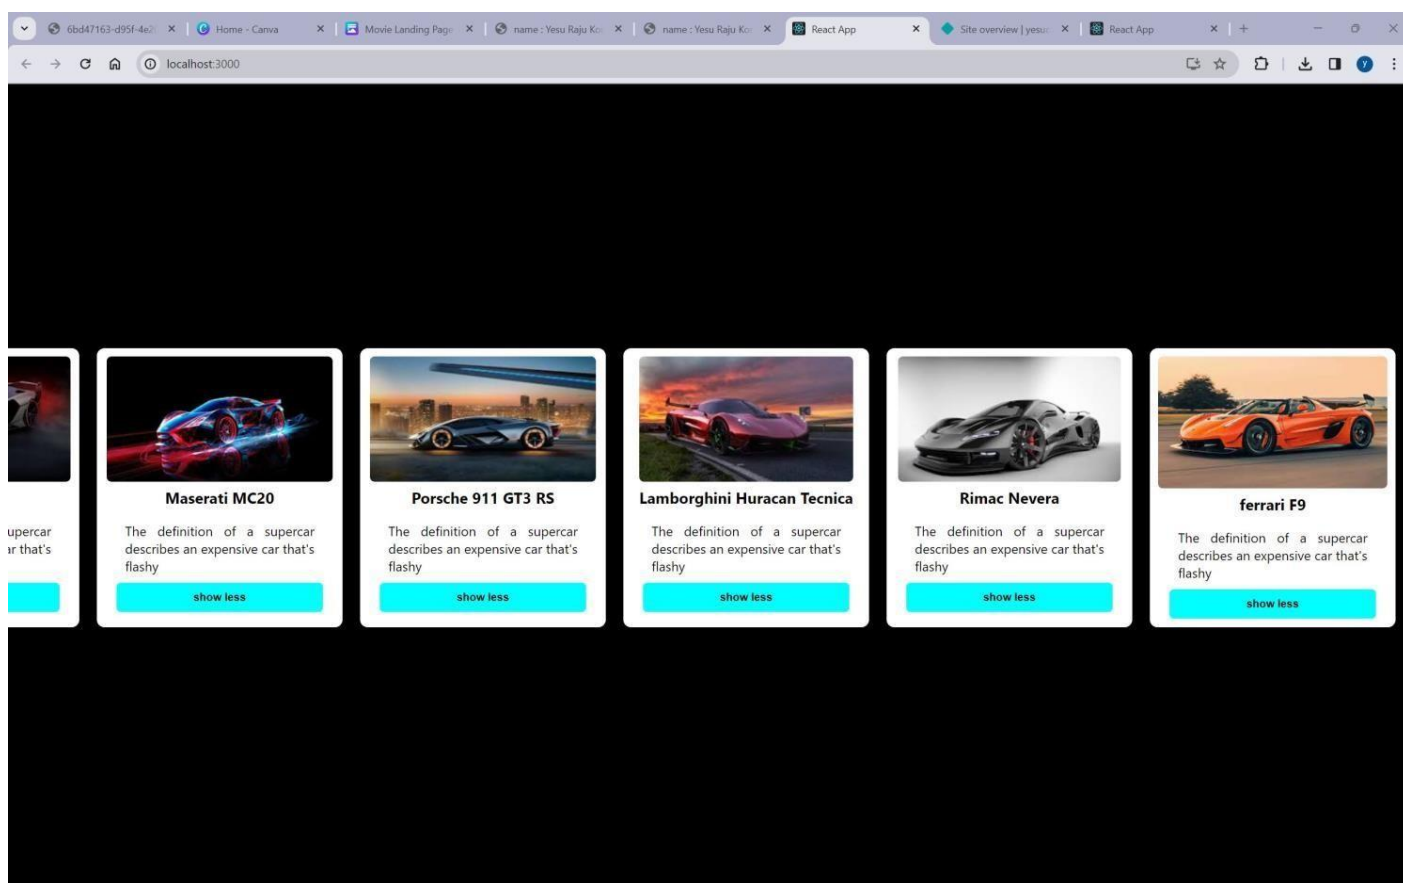 6bd47163-d95f-4e2
Home - Canva
Movie Landing Page
name : Yesu Raju Ko
name : Yesu Raju Ko
React App
Site overview | yesu
React App
localhost:3000
y
upercar
ar that's
Maserati MC20
The definition of a supercar
describes an expensive car that's
flashy
show less
Porsche 911 GT3 RS
The definition of a supercar
describes an expensive car that's
flashy
show less
Lamborghini Huracan Tecnica
The definition of a supercar
describes an expensive car that's
flashy
show less
Rimac Nevera
The definition of a supercar
describes an expensive car that's
flashy
show less
ferrari F9
The definition of a supercar
describes an expensive car that's
flashy
show less